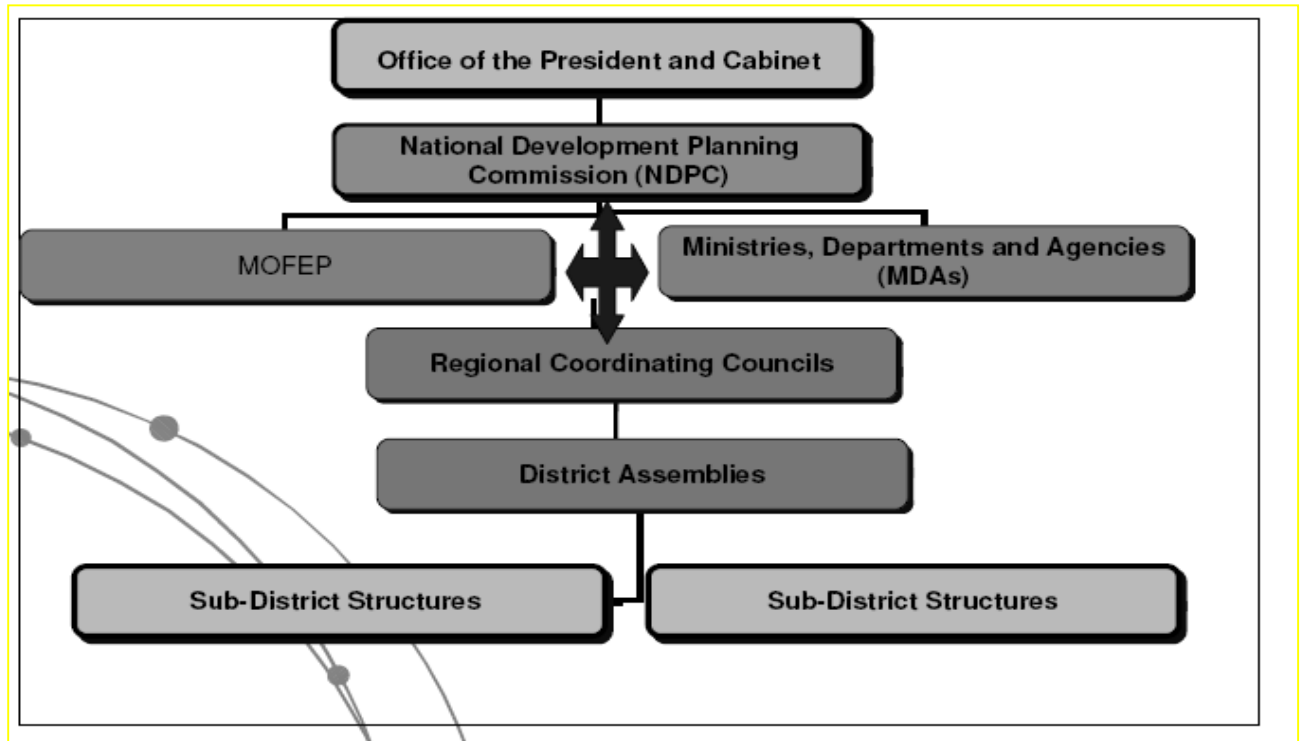 Office of the President and Cabinet
National Development Planning
Commission (NDPC)
MOFEP
Ministries, Departments and Agencies
(MDAs)
Regional Coordinating Councils
District Assemblies
Sub-District Structures
Sub-District Structures